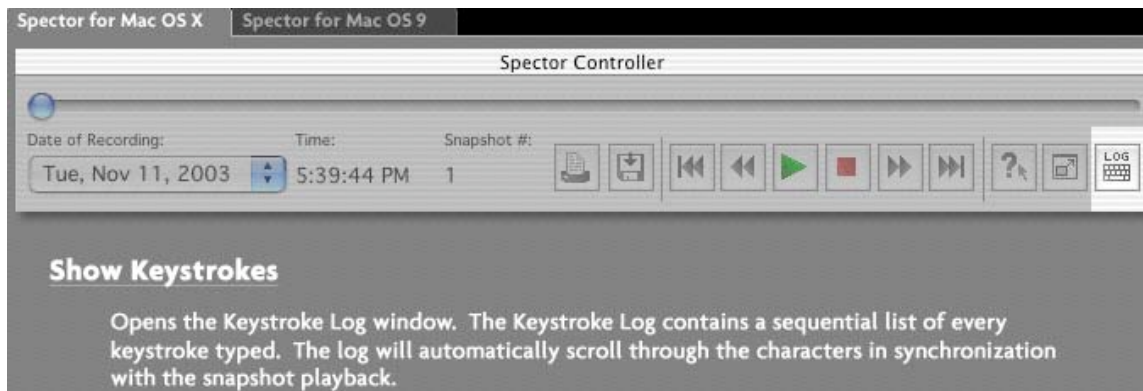 Spector for Mac OS X Spector for Mac OS 9
Spector Controller
Date of Recording: Time: Snapshot #:
Tue, Nov 11, 2003 5:39:44 PM 1
LOG
Show Keystrokes
Opens the Keystroke Log window. The Keystroke Log contains a sequential list of every
keystroke typed. The log will automatically scroll through the characters in synchronization
with the snapshot playback.